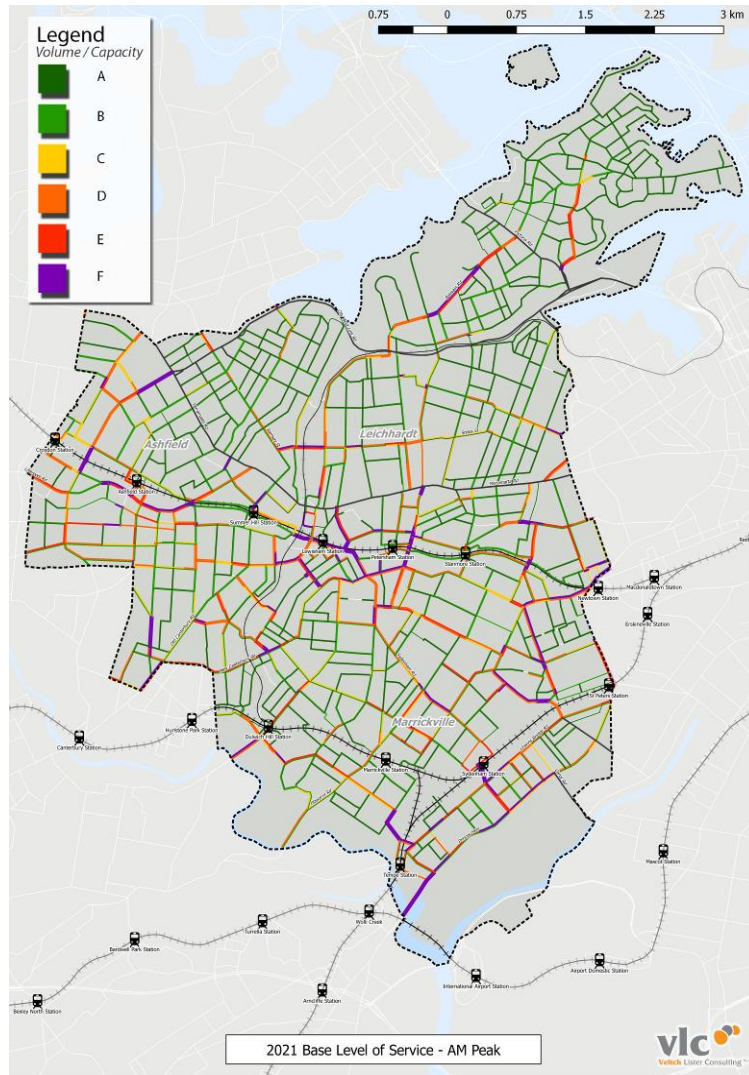 0.75 0 0.75 1.5 2.25 3 km
Legend
Volume / Capacity
A
B
C
D
E
F
Leichhardt
Ashfield
Croydon Station
Ashfield Station
Summer Hill Station
Lewisham Station
Petersham Station
Stanmore Station
Macdonaldtown Station
Newtown Station
Erskineville Station
St Peters Station
Marrickville
Hurlstone Park Station
Canterbury Station
Dulwich Hill Station
Marrickville Station
Sydenham Station
Mascot Station
Tempe Station
Wolli Creek
Turrella Station
Bardwell Park Station
Airport Domestic Station
International Airport Station
Arncliffe Station
Bexley North Station
2021 Base Level of Service - AM Peak
vlc
Veitch Lister Consulting